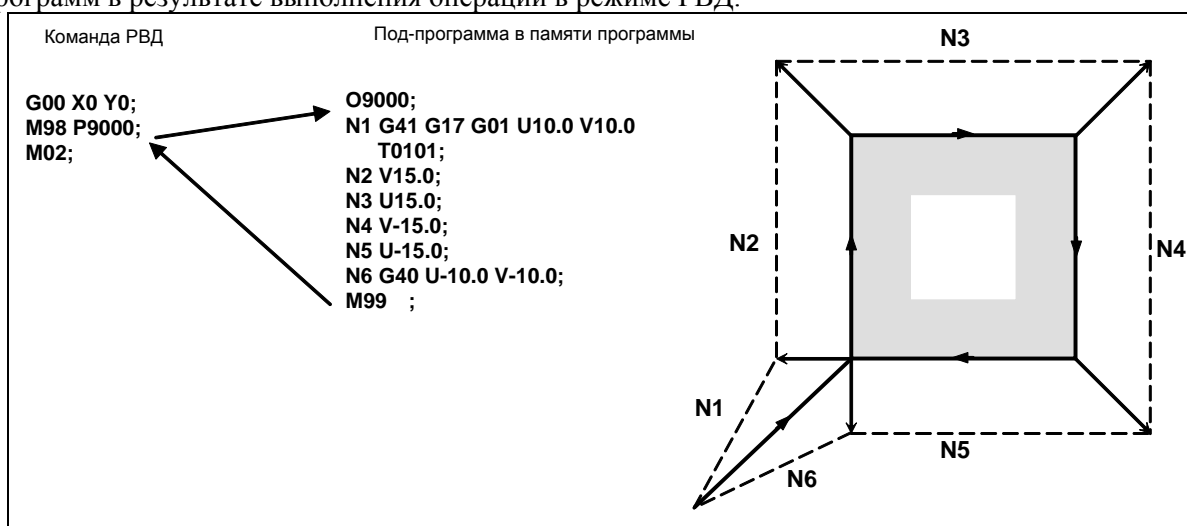 рограмм в результате выполнения операций в режиме РВД.
Команда РВД
Под-программа в памяти программы
G00 X0 Y0;
M98 P9000;
M02;
O9000;
N1 G41 G17 G01 U10.0 V10.0
T0101;
N2 V15.0;
N3 U15.0;
N4 V-15.0;
N5 U-15.0;
N6 G40 U-10.0 V-10.0;
M99 ;
N3
N2
N4
N1
N5
N6